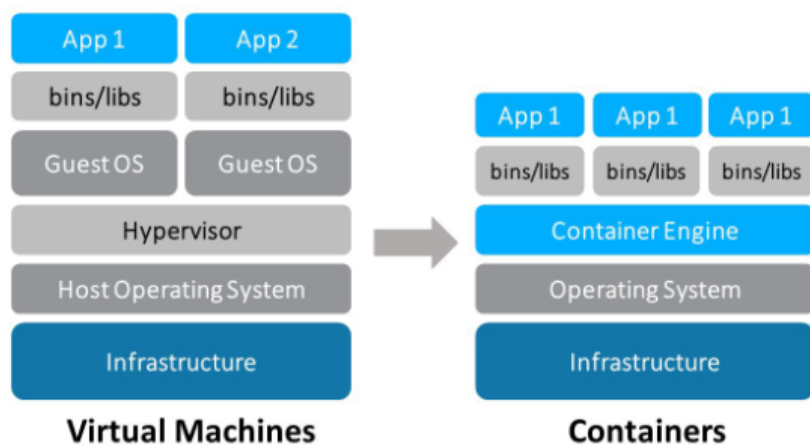 App 1
App 2
bins/libs
bins/libs
Guest OS
Guest OS
Hypervisor
Host Operating System
Infrastructure
Virtual Machines
App 1
App 1
App 1
bins/libs
bins/libs
bins/libs
Container Engine
Operating System
Infrastructure
Containers